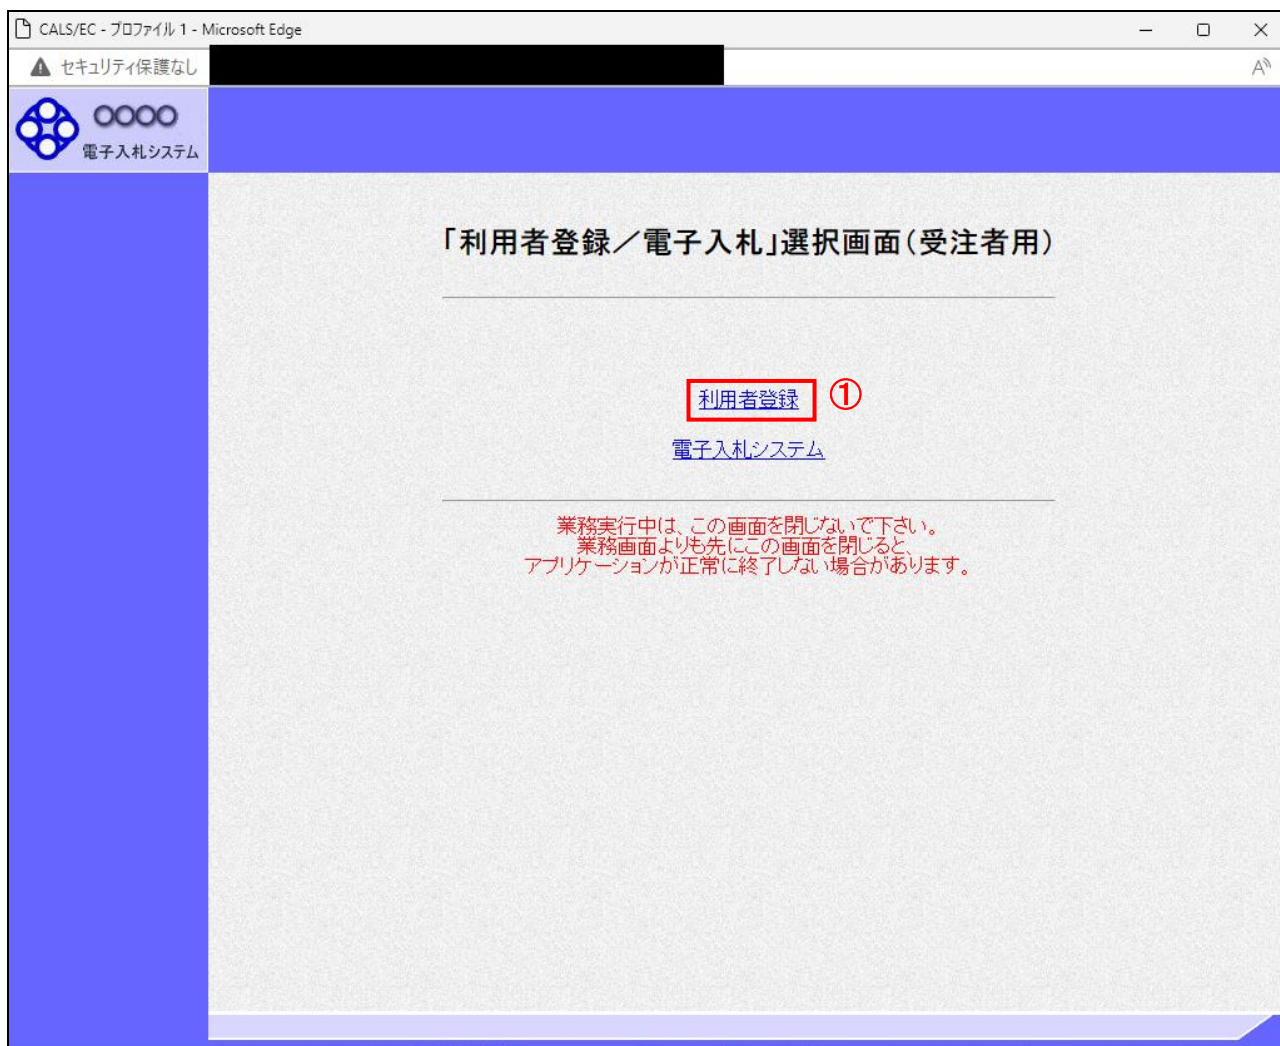 CALS/EC - プロファイル 1 - Microsoft Edge
セキュリティ保護なし
A
○○○○
電子入札システム
「利用者登録／電子入札」選択画面(受注者用)
利用者登録 ①
電子入札システム
業務実行中は、この画面を閉じないで下さい。
業務画面よりも先にこの画面を閉じると、
アプリケーションが正常に終了しない場合があります。